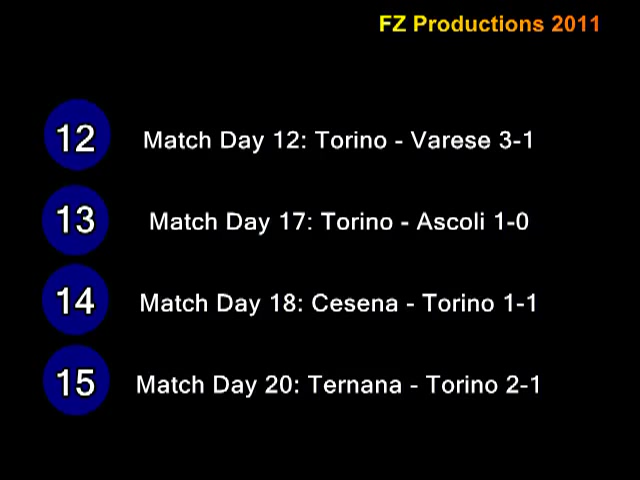 FZ Productions 2011
12 Match Day 12: Torino - Varese 3-1
13 Match Day 17: Torino - Ascoli 1-0
14 Match Day 18: Cesena - Torino 1-1
15 Match Day 20: Ternana - Torino 2-1